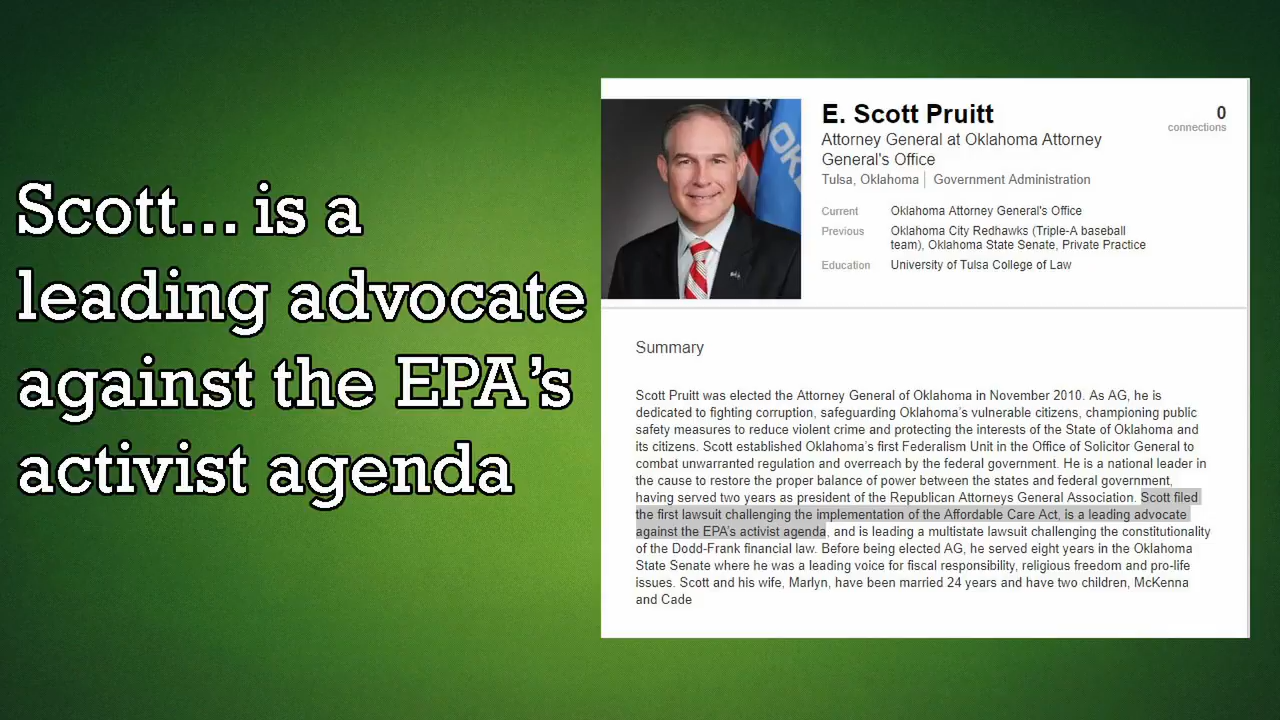 Scott... is a
leading advocate
against the EPA's
activist agenda
E. Scott Pruitt
0
connections
Attorney General at Oklahoma Attorney
General's Office
Tulsa, Oklahoma | Government Administration
Current Oklahoma Attorney General's Office
Previous Oklahoma City Redhawks (Triple-A baseball
team), Oklahoma State Senate, Private Practice
Education University of Tulsa College of Law
Summary
Scott Pruitt was elected the Attorney General of Oklahoma in November 2010. As AG, he is
dedicated to fighting corruption, safeguarding Oklahoma's vulnerable citizens, championing public
safety measures to reduce violent crime and protecting the interests of the State of Oklahoma and
its citizens. Scott established Oklahoma's first Federalism Unit in the Office of Solicitor General to
combat unwarranted regulation and overreach by the federal government. He is a national leader in
the cause to restore the proper balance of power between the states and federal government,
having served two years as president of the Republican Attorneys General Association. Scott filed
the first lawsuit challenging the implementation of the Affordable Care Act, is a leading advocate
against the EPA's activist agenda, and is leading a multistate lawsuit challenging the constitutionality
of the Dodd-Frank financial law. Before being elected AG, he served eight years in the Oklahoma
State Senate where he was a leading voice for fiscal responsibility, religious freedom and pro-life
issues. Scott and his wife, Marlyn, have been married 24 years and have two children, McKenna
and Cade